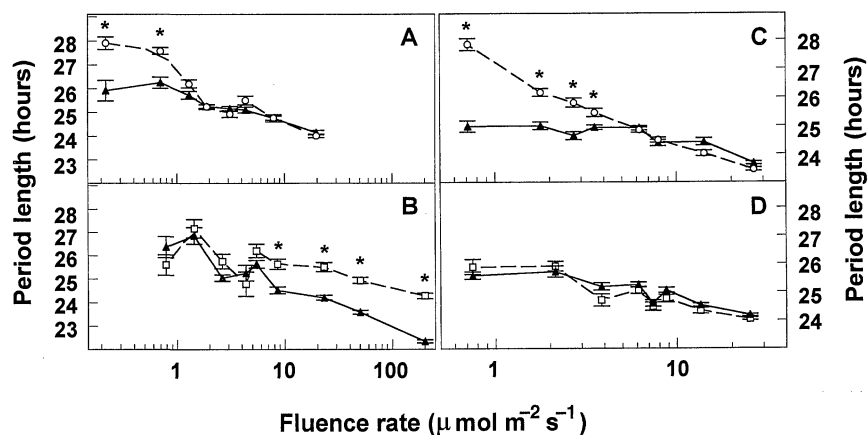 A
* *
28
27
26
25
24
23
C
* * * *
28
27
26
25
24
B
* * * *
28
27
26
25
24
23
D
28
27
26
25
24
Period length (hours)
Period length (hours)
1 10 100
1 10
Fluence rate (μ mol m⁻² s⁻¹)